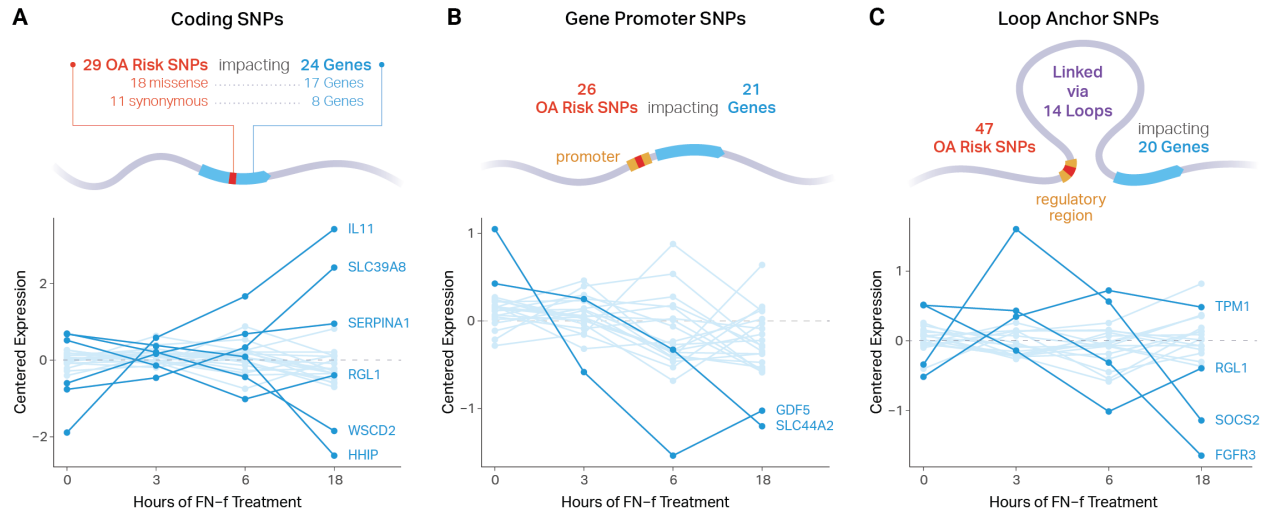 A
Coding SNPs
29 OA Risk SNPs impacting 24 Genes
18 missense 17 Genes
11 synonymous 8 Genes
Centered Expression
2
0
−2
IL11
SLC39A8
SERPINA1
RGL1
WSCD2
HHIP
0 3 6 18
Hours of FN−f Treatment
B
Gene Promoter SNPs
26
OA Risk SNPs
impacting
21
Genes
promoter
Centered Expression
1
0
−1
GDF5
SLC44A2
0 3 6 18
Hours of FN−f Treatment
C
Loop Anchor SNPs
Linked
via
14 Loops
47
OA Risk SNPs
impacting
20 Genes
regulatory
region
Centered Expression
1
0
−1
TPM1
RGL1
SOCS2
FGFR3
0 3 6 18
Hours of FN−f Treatment